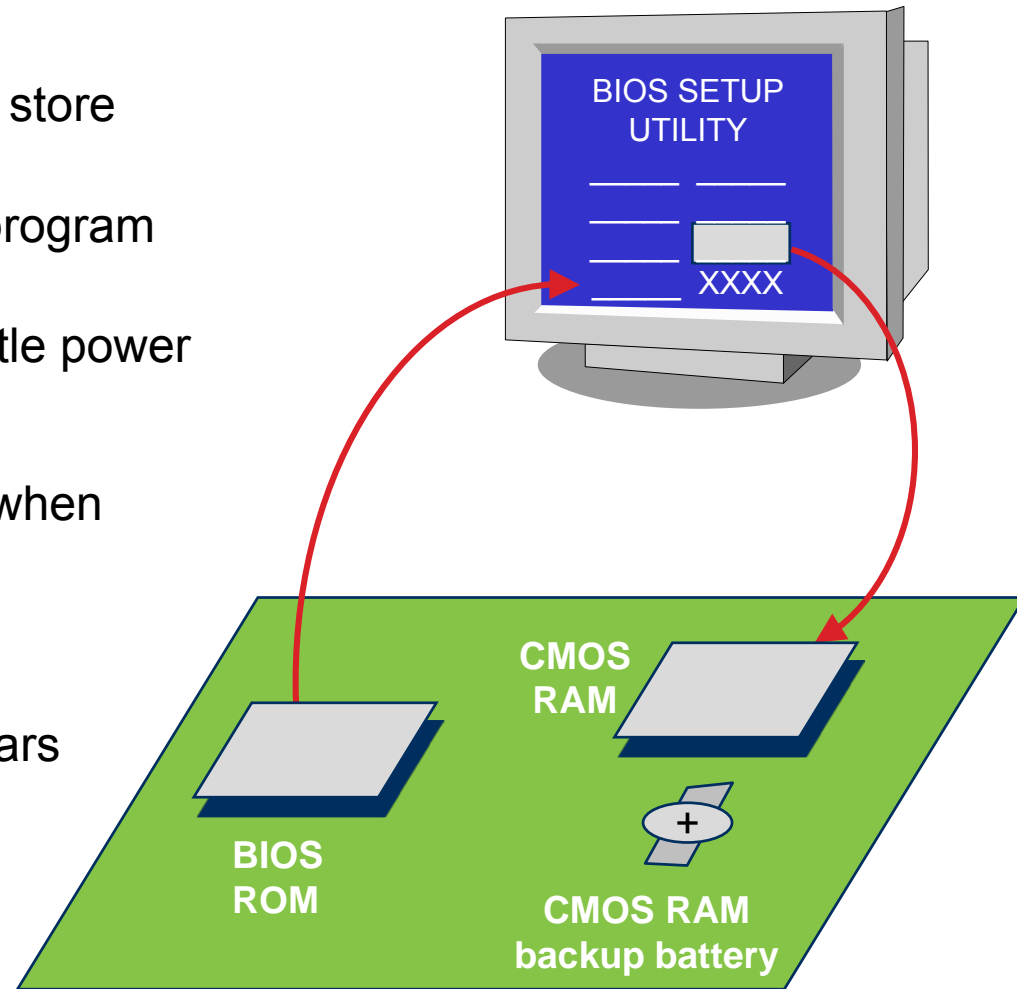 store
program
tle power
when
ars
BIOS SETUP
UTILITY
XXXX
CMOS
RAM
BIOS
ROM
+
CMOS RAM
backup battery